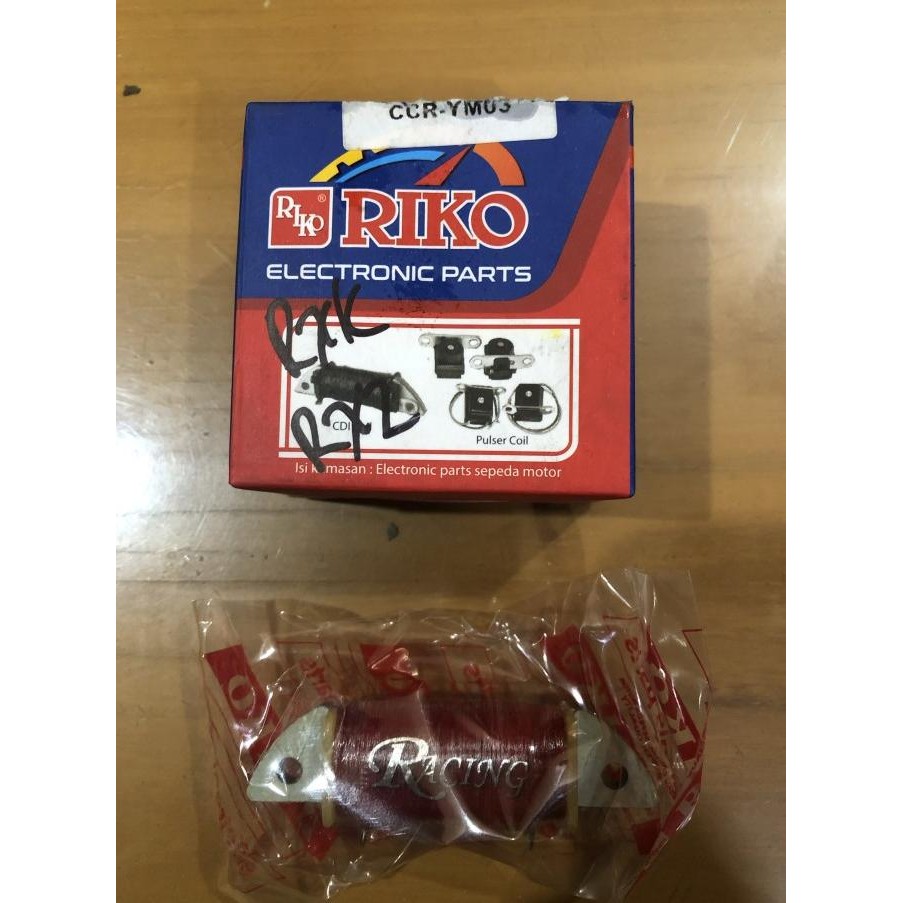 CCR-YM03
RIKO
®
RIKO
ELECTRONIC PARTS
RXK
RXZ
CDI
Pulser Coil
Isi kemasan : Electronic parts sepeda motor
RACING